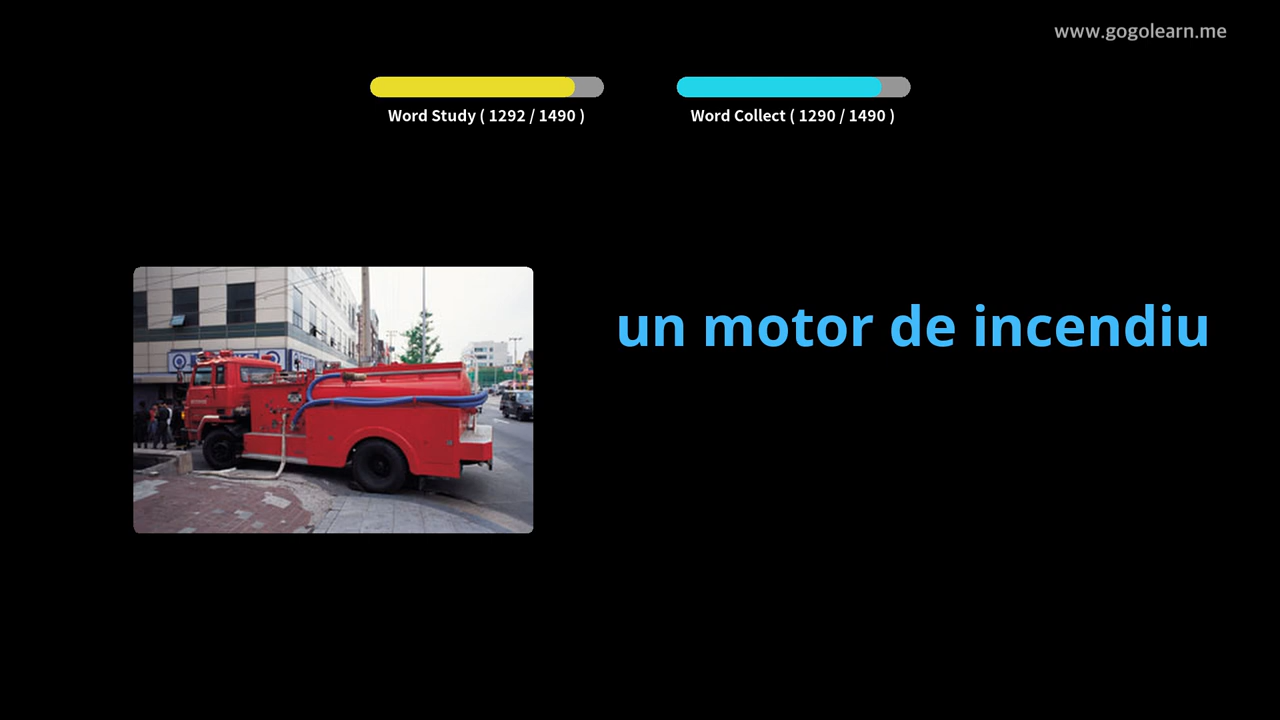 www.gogolearn.me
Word Study ( 1292 / 1490 )
Word Collect ( 1290 / 1490 )
un motor de incendiu